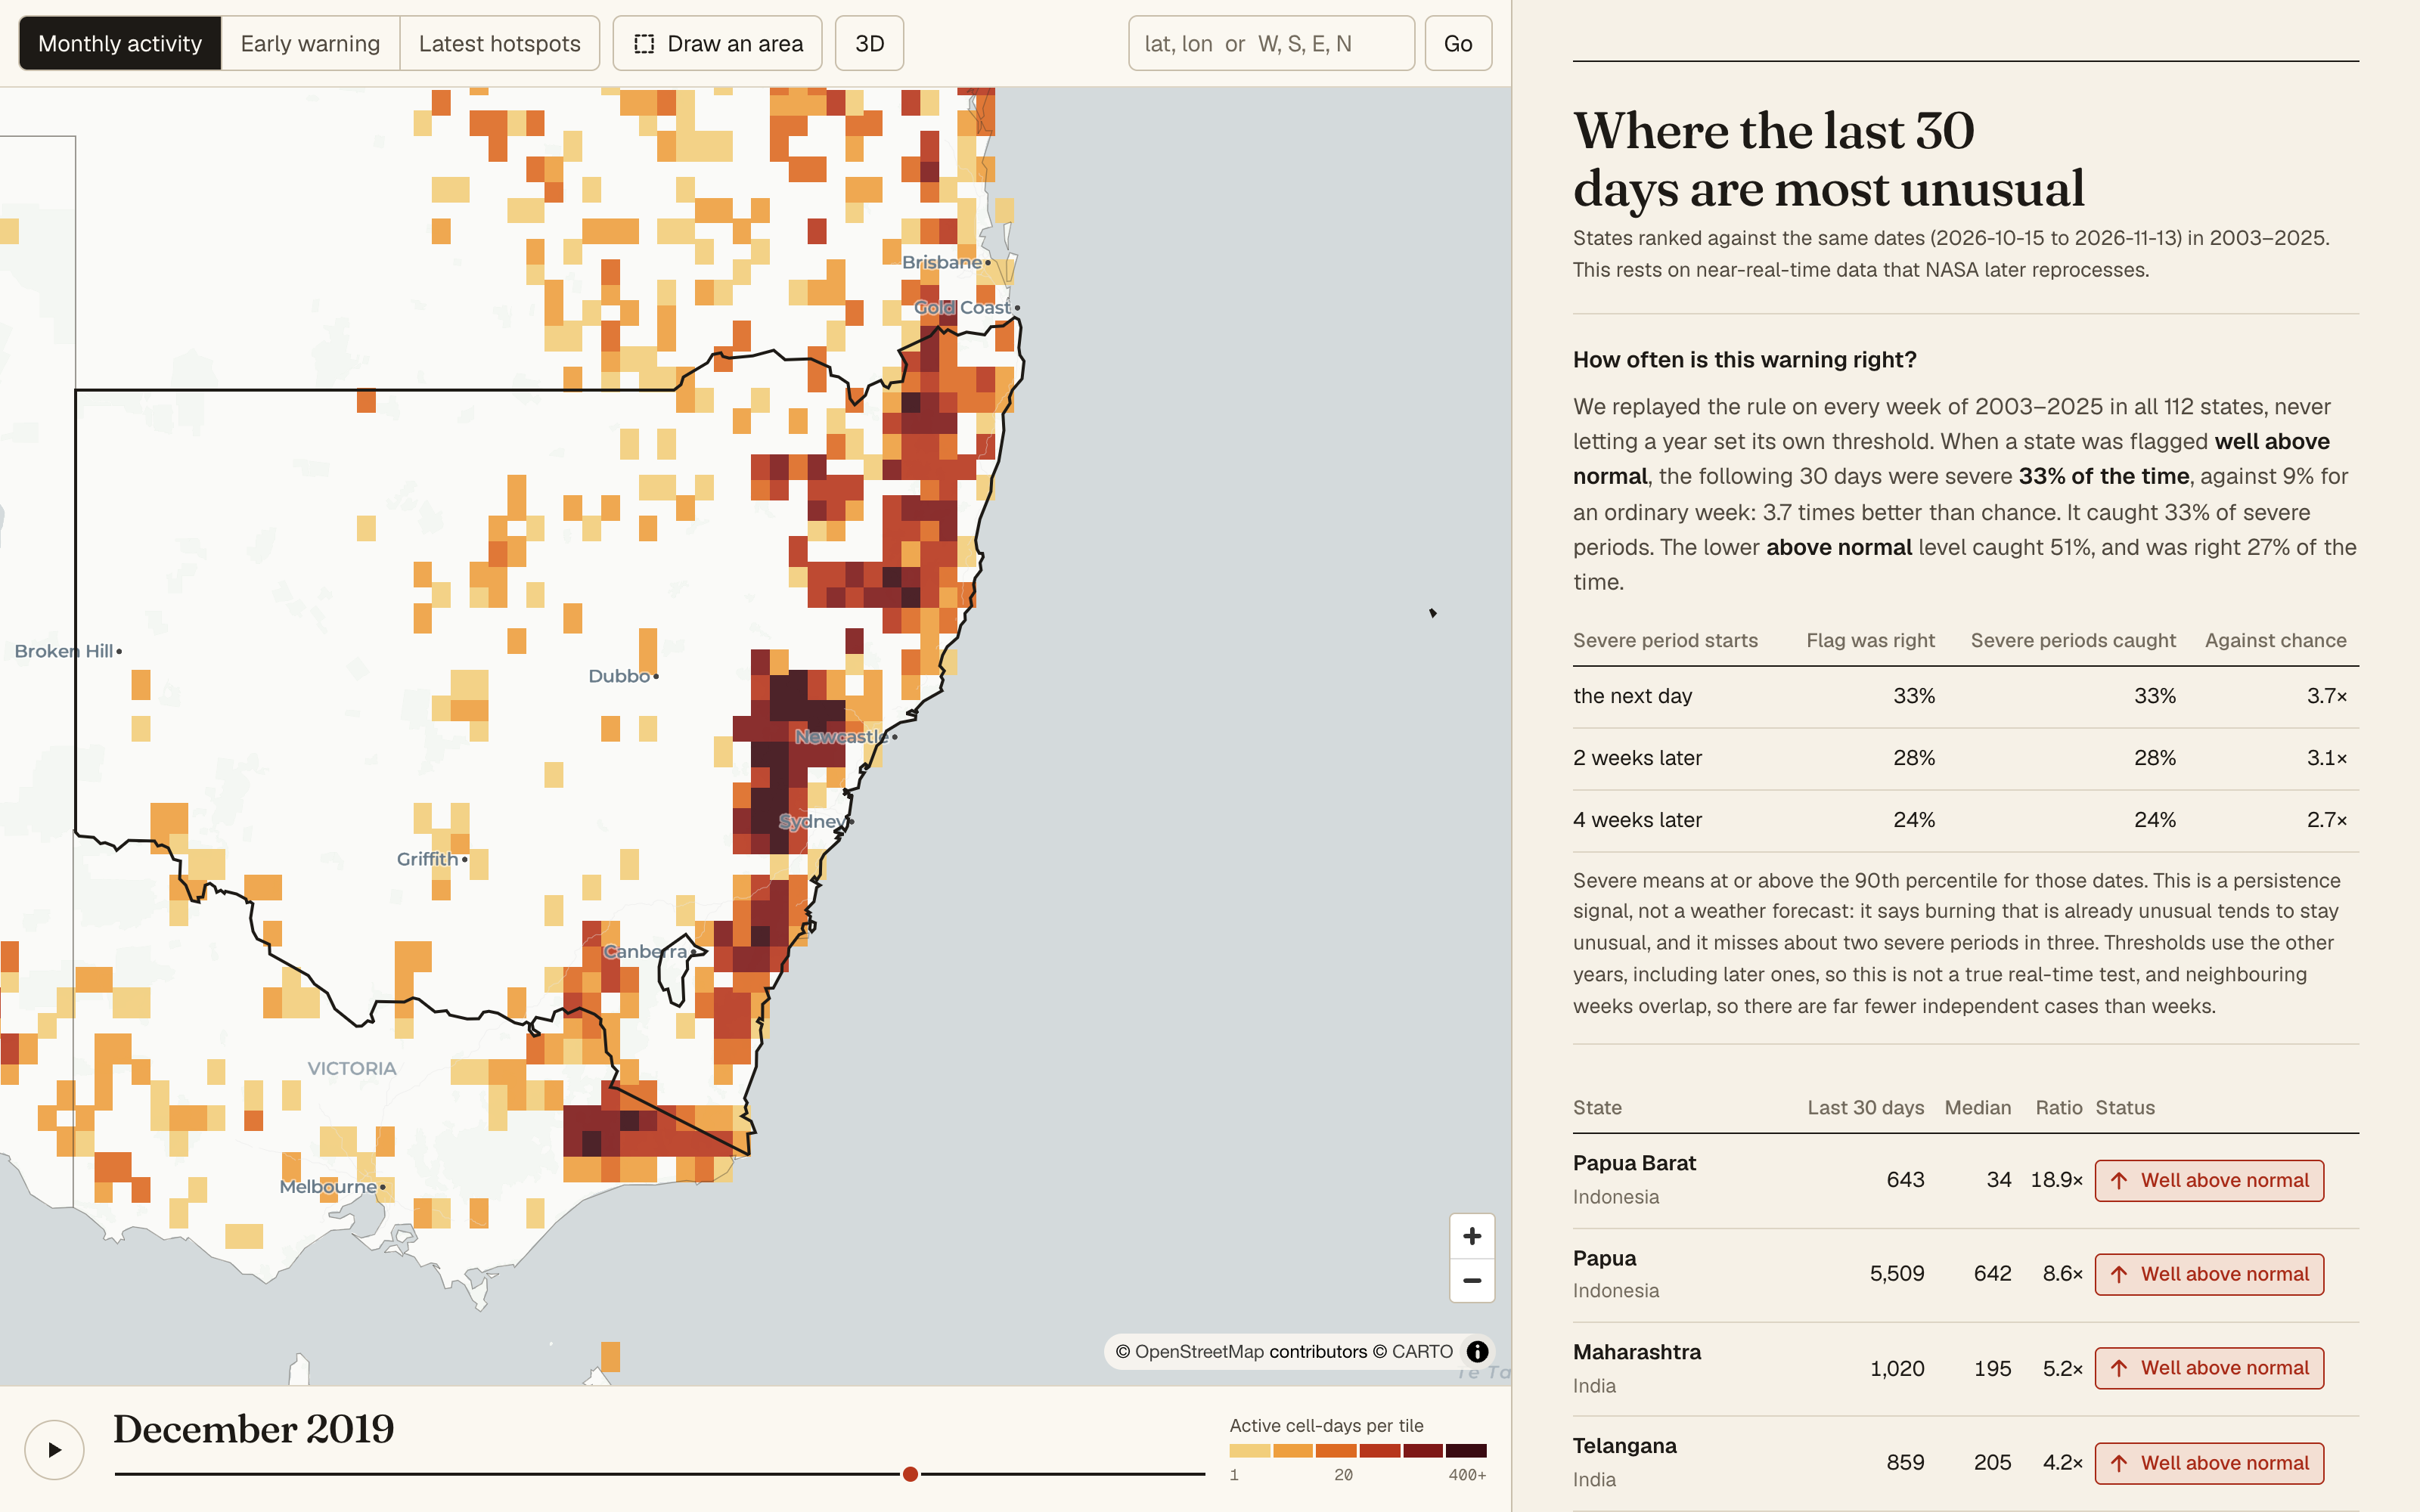 Monthly activity
Early warning
Latest hotspots
Draw an area
3D
lat, lon or W, S, E, N
Go
Brisbane
Gold Coast
Broken Hill
Dubbo
Newcastle
Sydney
Griffith
Canberra
VICTORIA
Melbourne
+
−
© OpenStreetMap contributors © CARTO
Te Ta
December 2019
Active cell-days per tile
1 20 400+
Where the last 30
days are most unusual
States ranked against the same dates (2026-10-15 to 2026-11-13) in 2003–2025.
This rests on near-real-time data that NASA later reprocesses.
How often is this warning right?
We replayed the rule on every week of 2003–2025 in all 112 states, never
letting a year set its own threshold. When a state was flagged well above
normal, the following 30 days were severe 33% of the time, against 9% for
an ordinary week: 3.7 times better than chance. It caught 33% of severe
periods. The lower above normal level caught 51%, and was right 27% of the
time.
Severe period starts Flag was right Severe periods caught Against chance
the next day 33% 33% 3.7×
2 weeks later 28% 28% 3.1×
4 weeks later 24% 24% 2.7×
Severe means at or above the 90th percentile for those dates. This is a persistence
signal, not a weather forecast: it says burning that is already unusual tends to stay
unusual, and it misses about two severe periods in three. Thresholds use the other
years, including later ones, so this is not a true real-time test, and neighbouring
weeks overlap, so there are far fewer independent cases than weeks.
State Last 30 days Median Ratio Status
Papua Barat 643 34 18.9× ↑ Well above normal
Indonesia
Papua 5,509 642 8.6× ↑ Well above normal
Indonesia
Maharashtra 1,020 195 5.2× ↑ Well above normal
India
Telangana 859 205 4.2× ↑ Well above normal
India